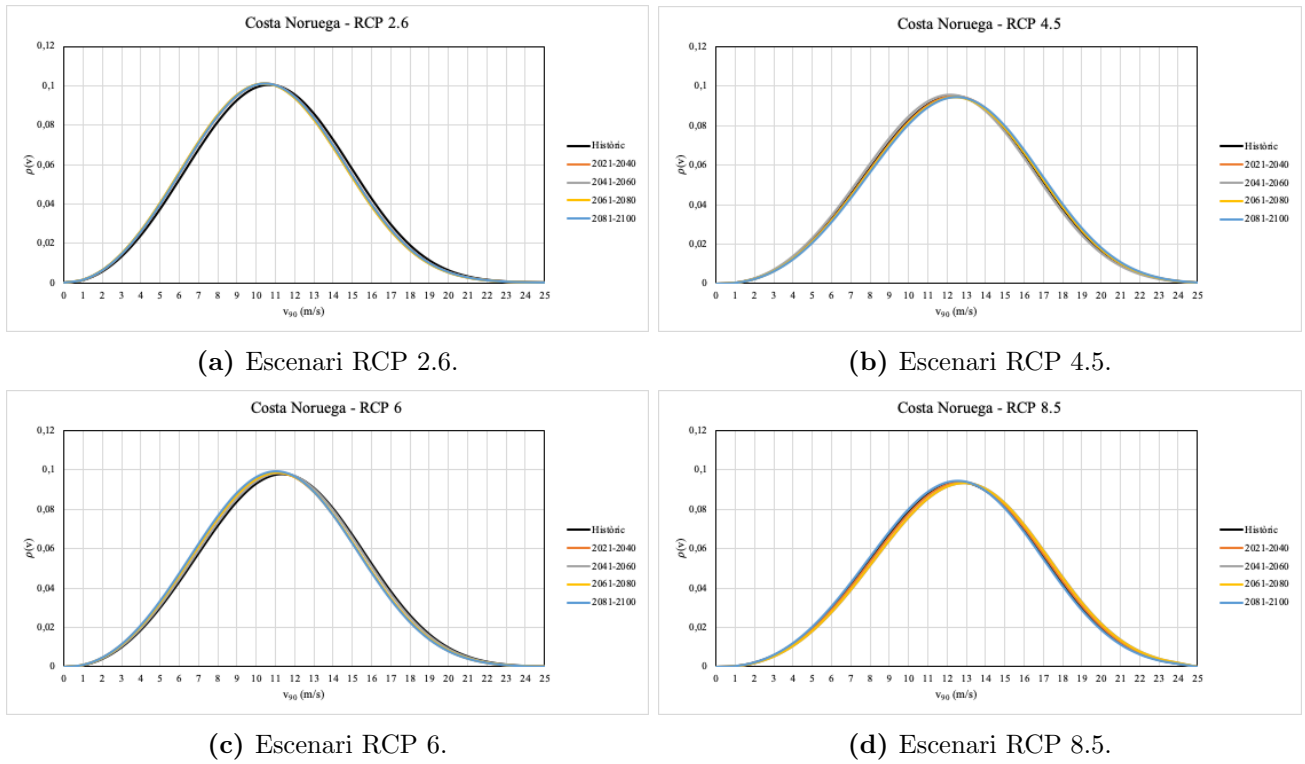 Costa Noruega - RCP 2.6
0,12
0,1
0,08
0,06
0,04
0,02
0
ρ(v)
0 1 2 3 4 5 6 7 8 9 10 11 12 13 14 15 16 17 18 19 20 21 22 23 24 25
v90 (m/s)
Històric
2021-2040
2041-2060
2061-2080
2081-2100
(a) Escenari RCP 2.6.
Costa Noruega - RCP 4.5
0,12
0,1
0,08
0,06
0,04
0,02
0
ρ(v)
0 1 2 3 4 5 6 7 8 9 10 11 12 13 14 15 16 17 18 19 20 21 22 23 24 25
v90 (m/s)
Històric
2021-2040
2041-2060
2061-2080
2081-2100
(b) Escenari RCP 4.5.
Costa Noruega - RCP 6
0,12
0,1
0,08
0,06
0,04
0,02
0
ρ(v)
0 1 2 3 4 5 6 7 8 9 10 11 12 13 14 15 16 17 18 19 20 21 22 23 24 25
v90 (m/s)
Històric
2021-2040
2041-2060
2061-2080
2081-2100
(c) Escenari RCP 6.
Costa Noruega - RCP 8.5
0,12
0,1
0,08
0,06
0,04
0,02
0
ρ(v)
0 1 2 3 4 5 6 7 8 9 10 11 12 13 14 15 16 17 18 19 20 21 22 23 24 25
v90 (m/s)
Històric
2021-2040
2041-2060
2061-2080
2081-2100
(d) Escenari RCP 8.5.